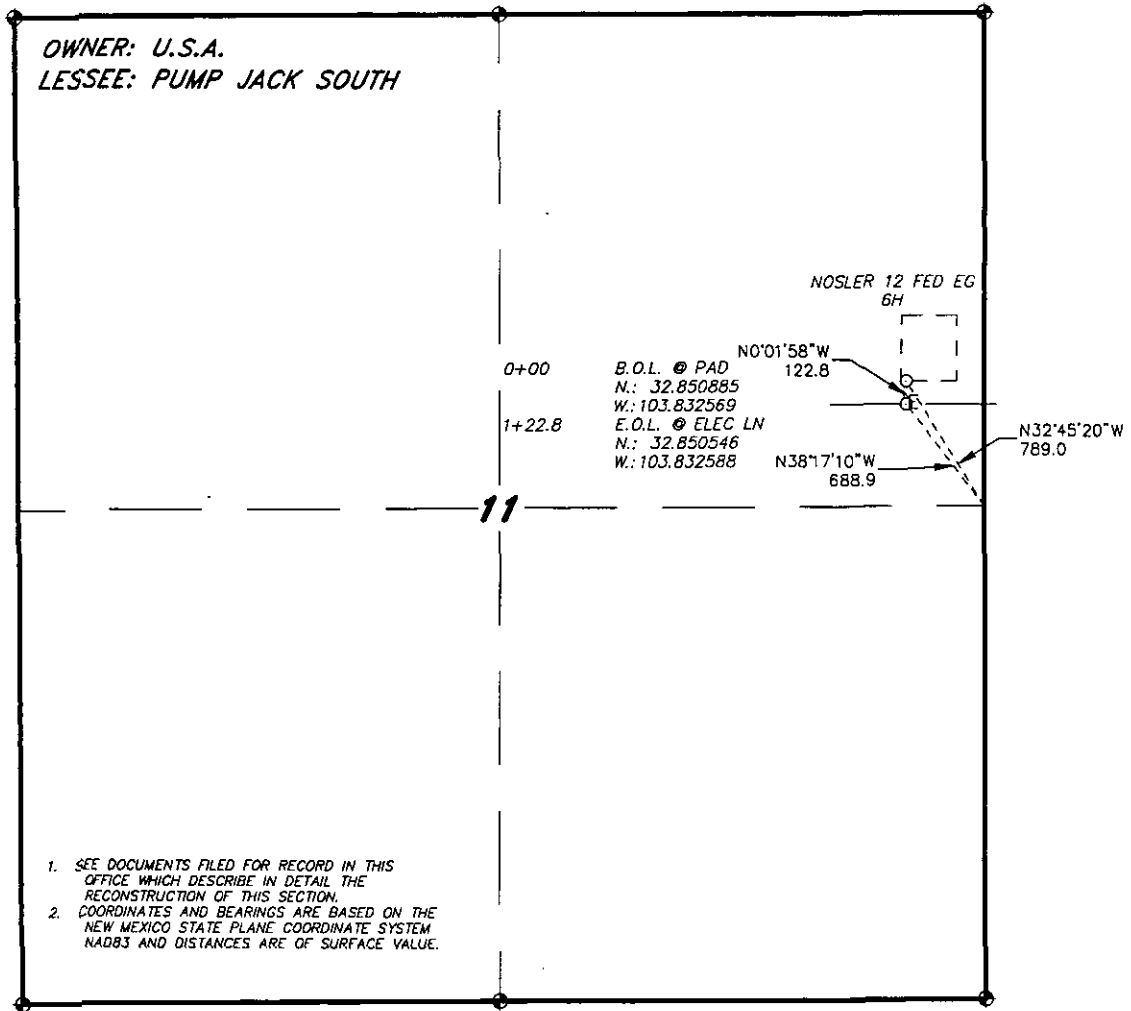 OWNER: U.S.A.
LESSEE: PUMP JACK SOUTH
NOSLER 12 FED EG
6H
0+00
B.O.L. @ PAD
N.: 32.850885
W.: 103.832569
1+22.8
E.O.L. @ ELEC LN
N.: 32.850546
W.: 103.832588
N0°01'58"W
122.8
E
N32°45'20"W
789.0
N38°17'10"W
688.9
11
1. SEE DOCUMENTS FILED FOR RECORD IN THIS
OFFICE WHICH DESCRIBE IN DETAIL THE
RECONSTRUCTION OF THIS SECTION.
2. COORDINATES AND BEARINGS ARE BASED ON THE
NEW MEXICO STATE PLANE COORDINATE SYSTEM
NAD83 AND DISTANCES ARE OF SURFACE VALUE.